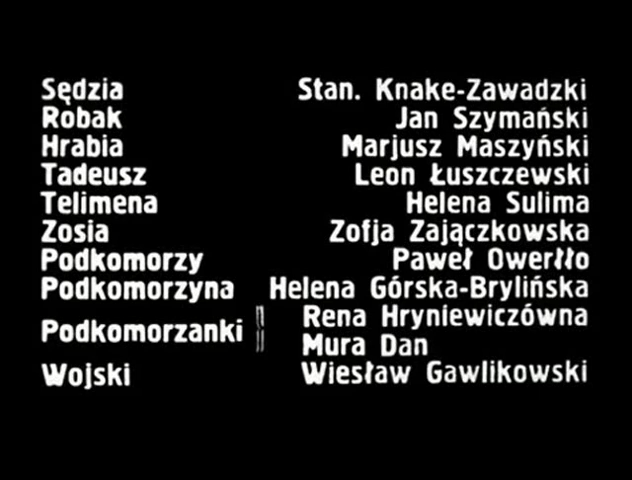 Sędzia Stan. Knake-Zawadzki
Robak Jan Szymański
Hrabia Marjusz Maszyński
Tadeusz Leon Łuszczewski
Telimena Helena Sulima
Zosia Zofja Zajączkowska
Podkomorzy Paweł Owerłło
Podkomorzyna Helena Górska-Brylińska
Podkomorzanki Rena Hryniewiczówna
Mura Dan
Wojski Wiesław Gawlikowski